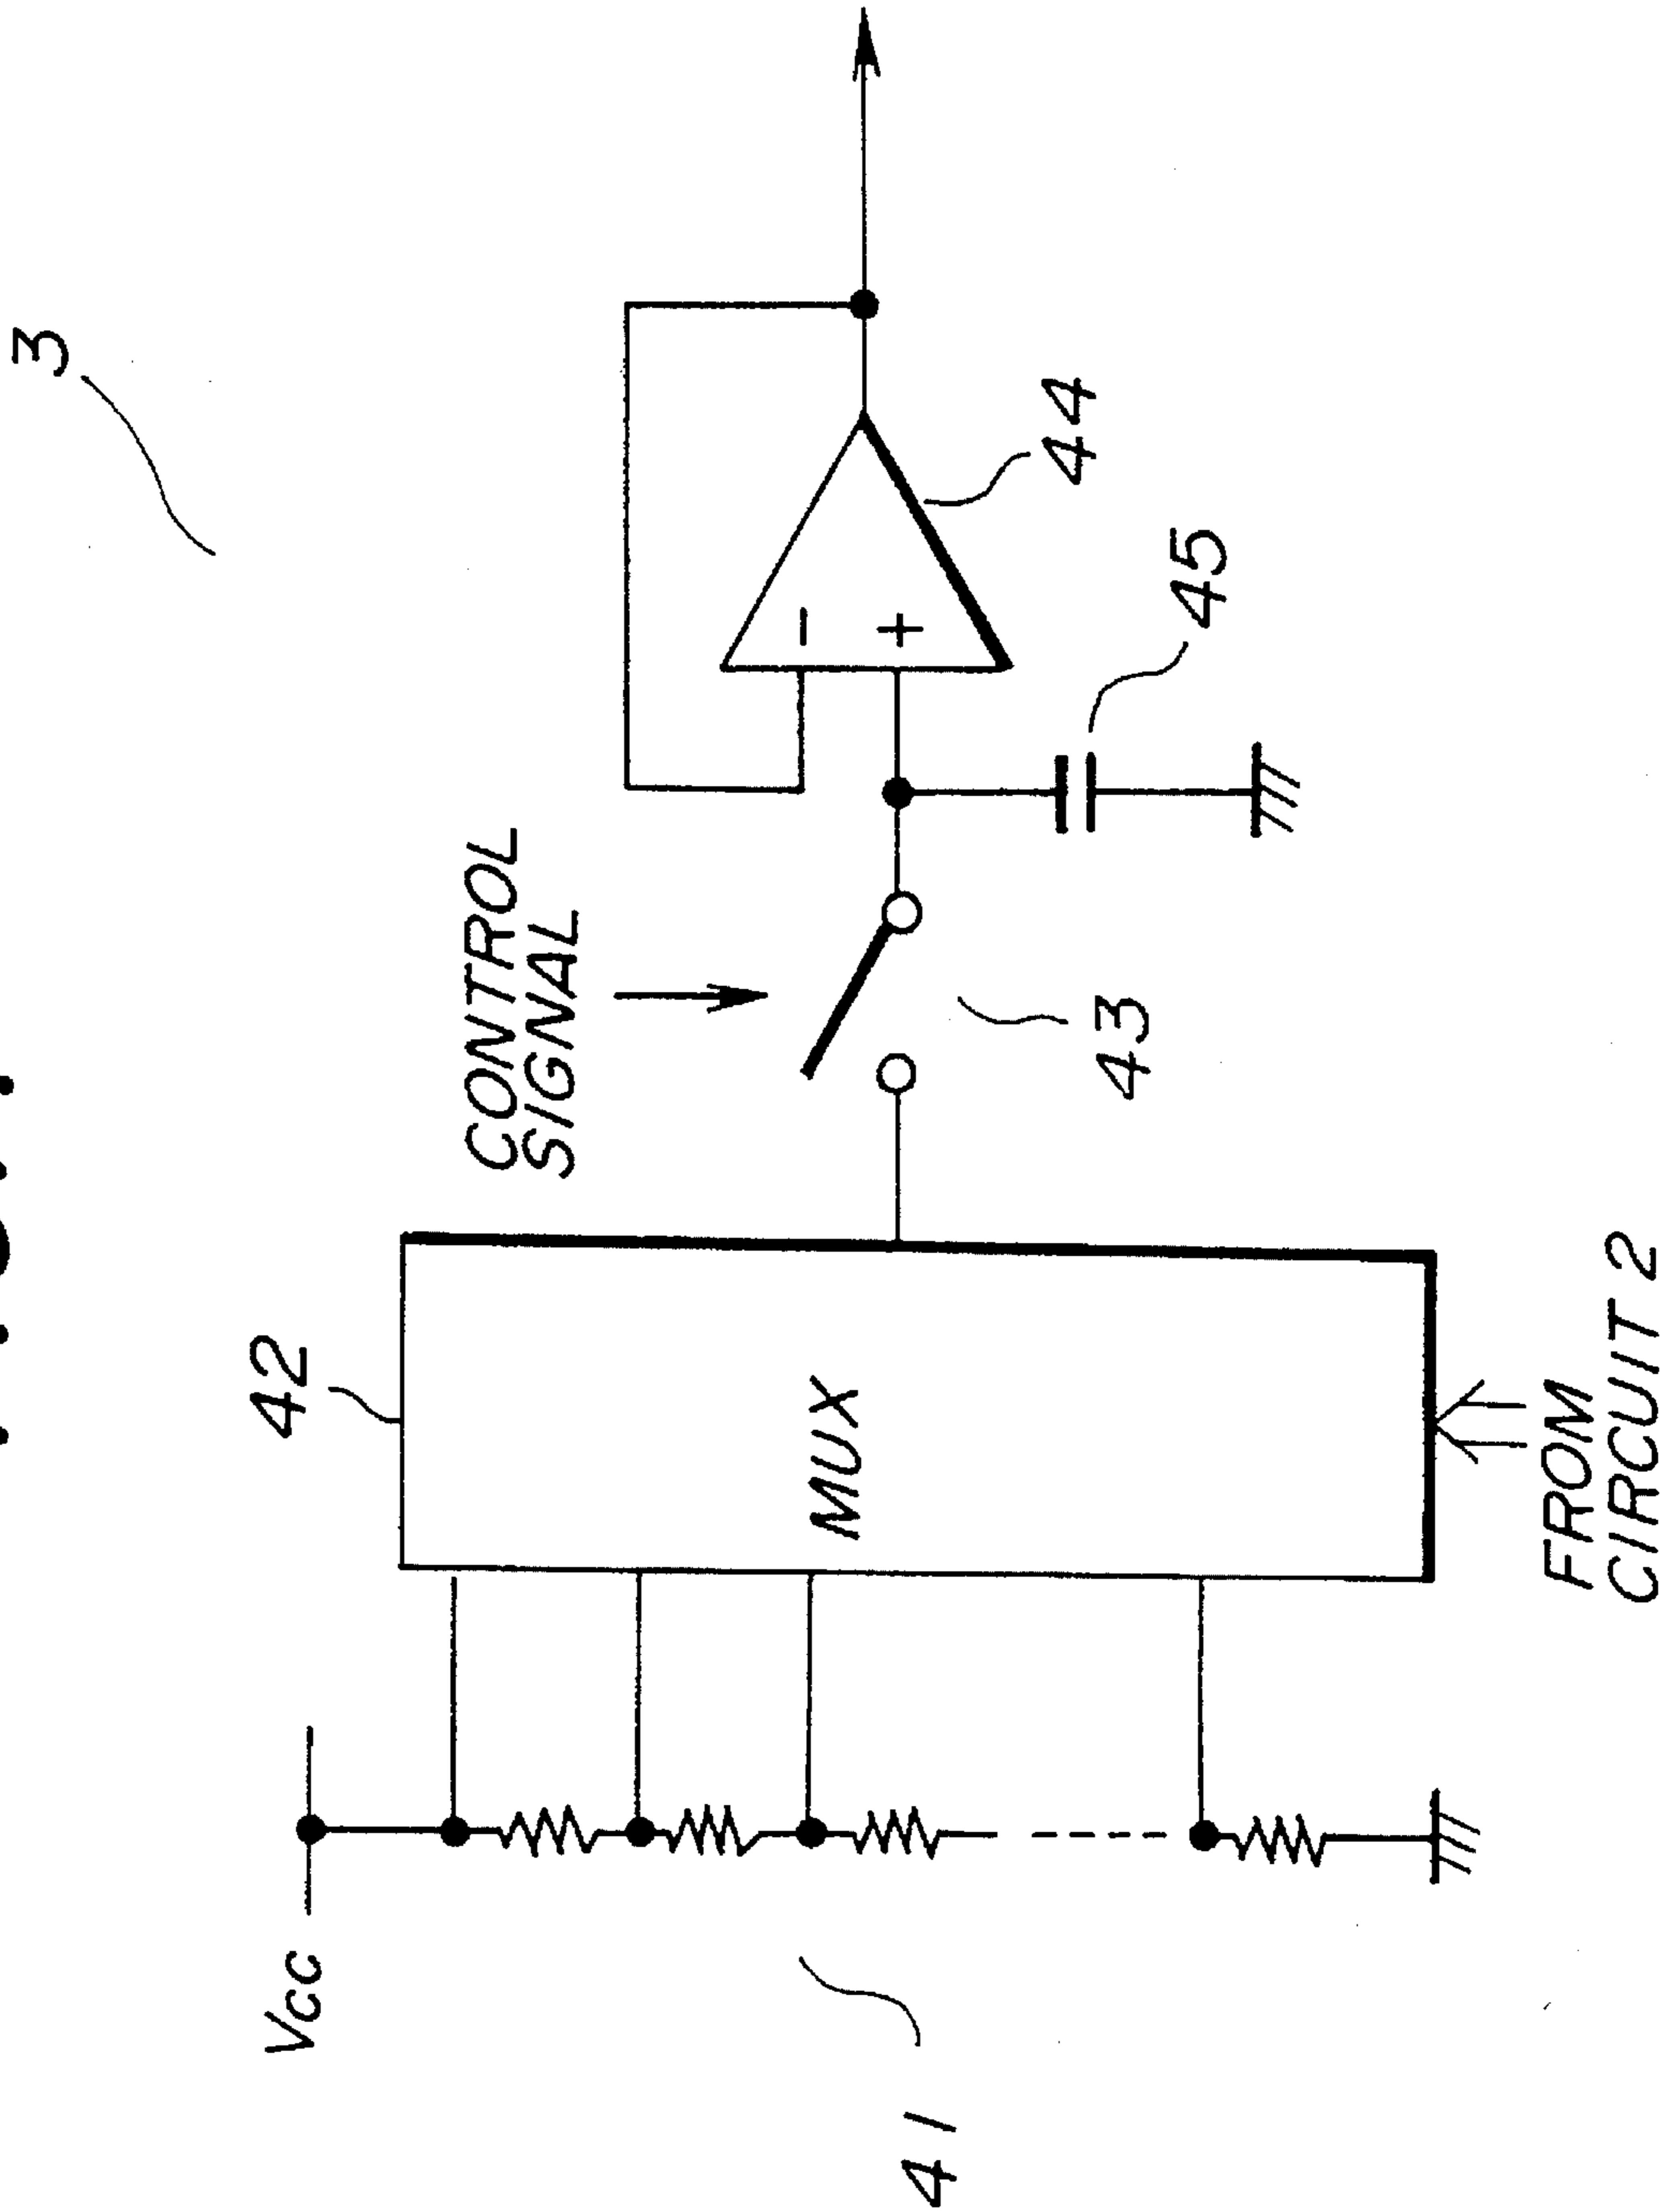 3
Vcc
42
CONTROL
SIGNAL
MUX
-
+
44
45
43
41
FROM
CIRCUIT 2